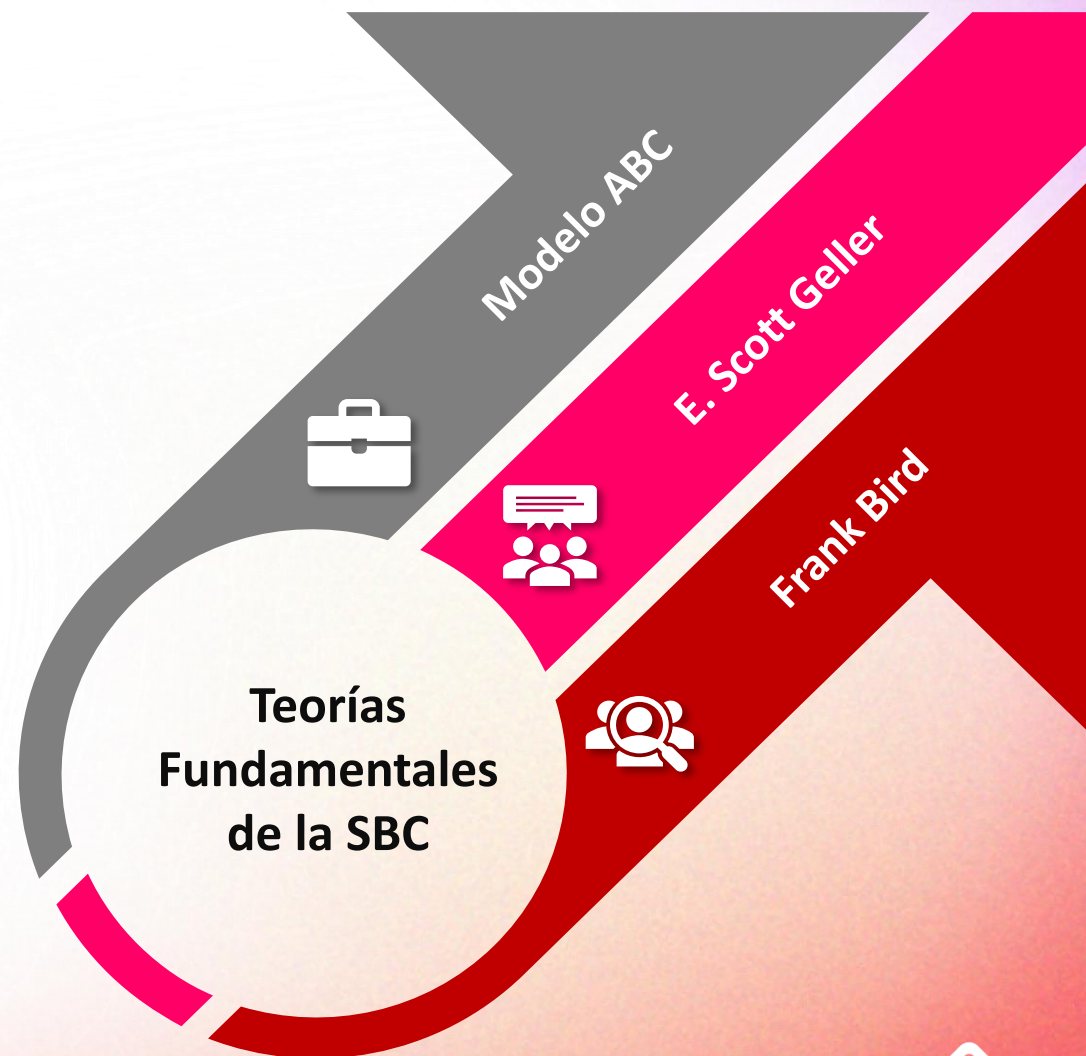 Modelo ABC
E. Scott Geller
Frank Bird
Teorías
Fundamentales
de la SBC